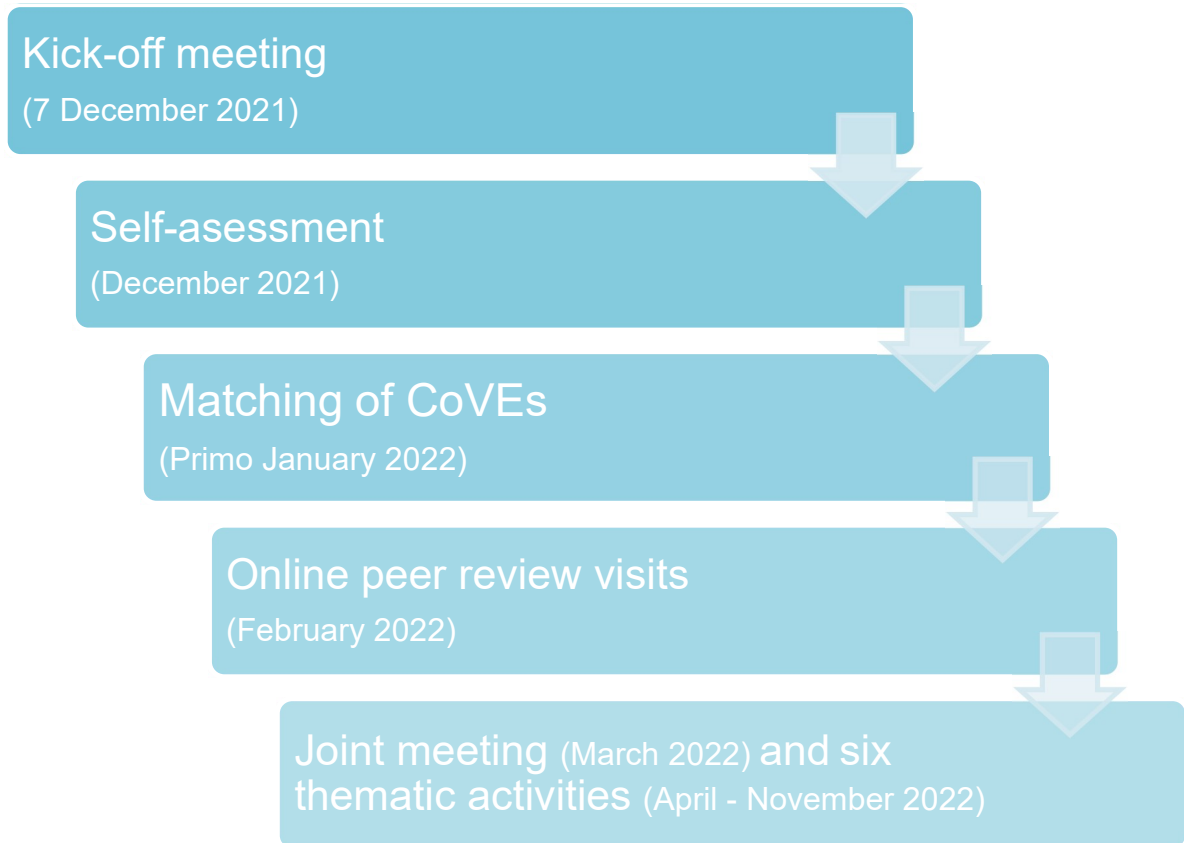 Kick-off meeting
(7 December 2021)
Self-asessment
(December 2021)
Matching of CoVEs
(Primo January 2022)
Online peer review visits
(February 2022)
Joint meeting (March 2022) and six
thematic activities (April - November 2022)